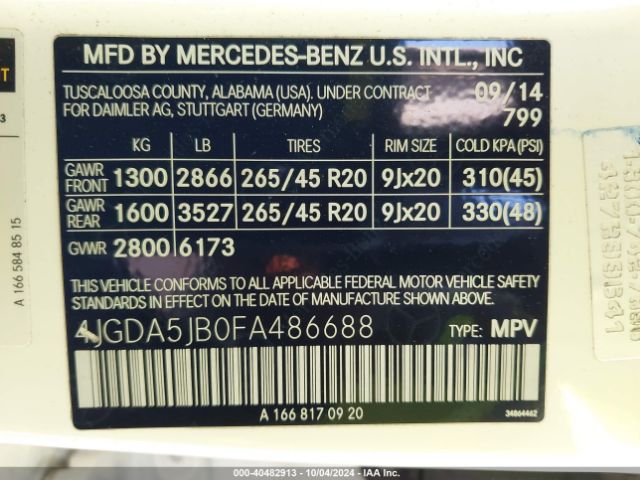 MFD BY MERCEDES-BENZ U.S. INTL., INC
TUSCALOOSA COUNTY, ALABAMA (USA). UNDER CONTRACT 09/14
FOR DAIMLER AG, STUTTGART (GERMANY) 799
KG LB TIRES RIM SIZE COLD KPA (PSI)
GAWR FRONT 1300 2866 265/45 R20 9Jx20 310(45)
GAWR REAR 1600 3527 265/45 R20 9Jx20 330(48)
GVWR 2800 6173
THIS VEHICLE CONFORMS TO ALL APPLICABLE FEDERAL MOTOR VEHICLE SAFETY
STANDARDS IN EFFECT ON THE DATE OF MANUFACTURE SHOWN ABOVE.
4JGDA5JB0FA486688 TYPE: MPV
A 166 817 09 20 34864462
A 166 584 85 15
000-40482913 - 10/04/2024 - IAA Inc.